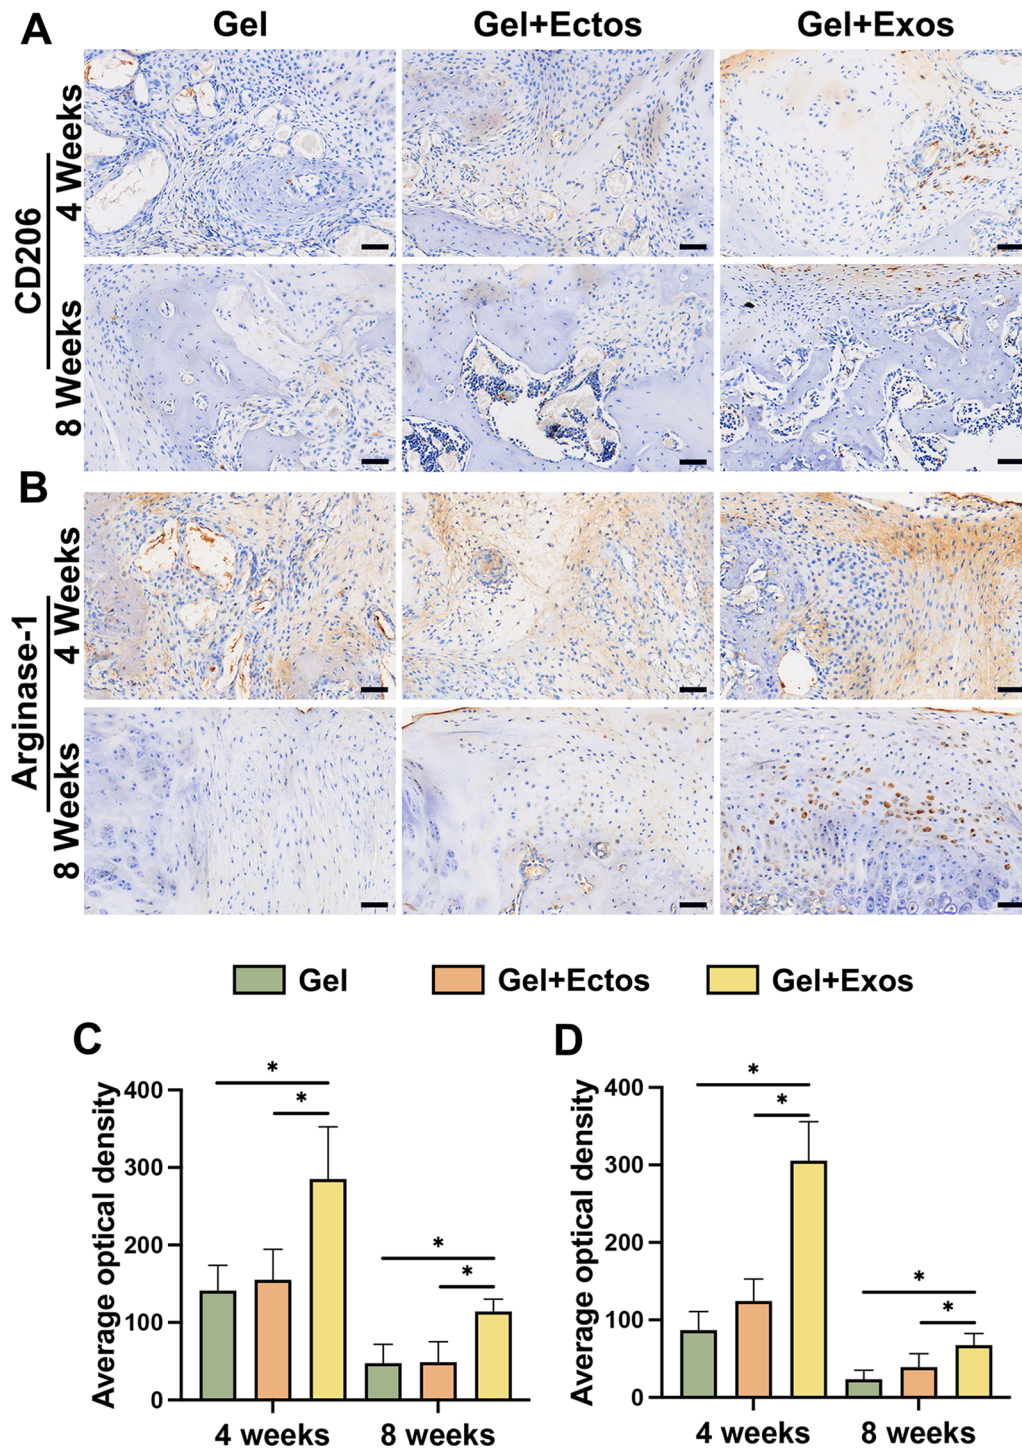 A
Gel
Gel+Ectos
Gel+Exos
CD206
4 Weeks
8 Weeks
B
Arginase-1
4 Weeks
8 Weeks
Gel
Gel+Ectos
Gel+Exos
C
Average optical density
400
300
200
100
0
*
*
*
*
4 weeks
8 weeks
D
Average optical density
400
300
200
100
0
*
*
*
*
4 weeks
8 weeks